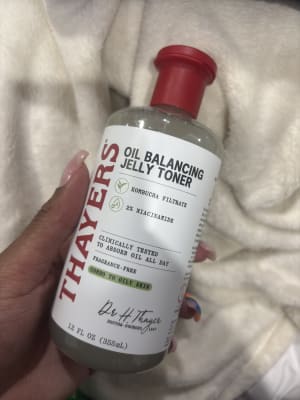 THAYERS
OIL BALANCING
JELLY TONER
KOMBUCHA FILTRATE
2% NIACINAMIDE
CLINICALLY TESTED
TO ABSORB OIL ALL DAY
FRAGRANCE-FREE
COMBO TO OILY SKIN
Dr H. Thayer
12 FL OZ (355mL)